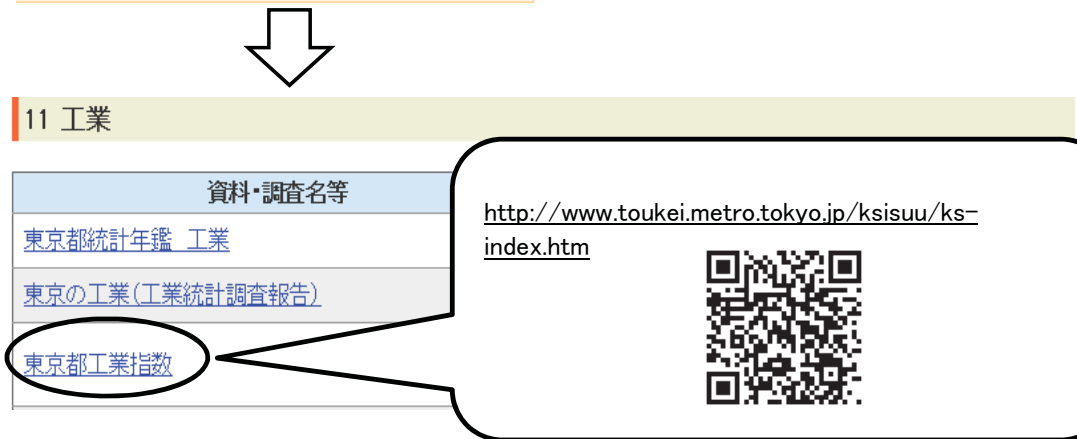 11 工業
資料・調査名等
東京都統計年鑑 工業
東京の工業(工業統計調査報告)
東京都工業指数
http://www.toukei.metro.tokyo.jp/ksisuu/ks-
index.htm